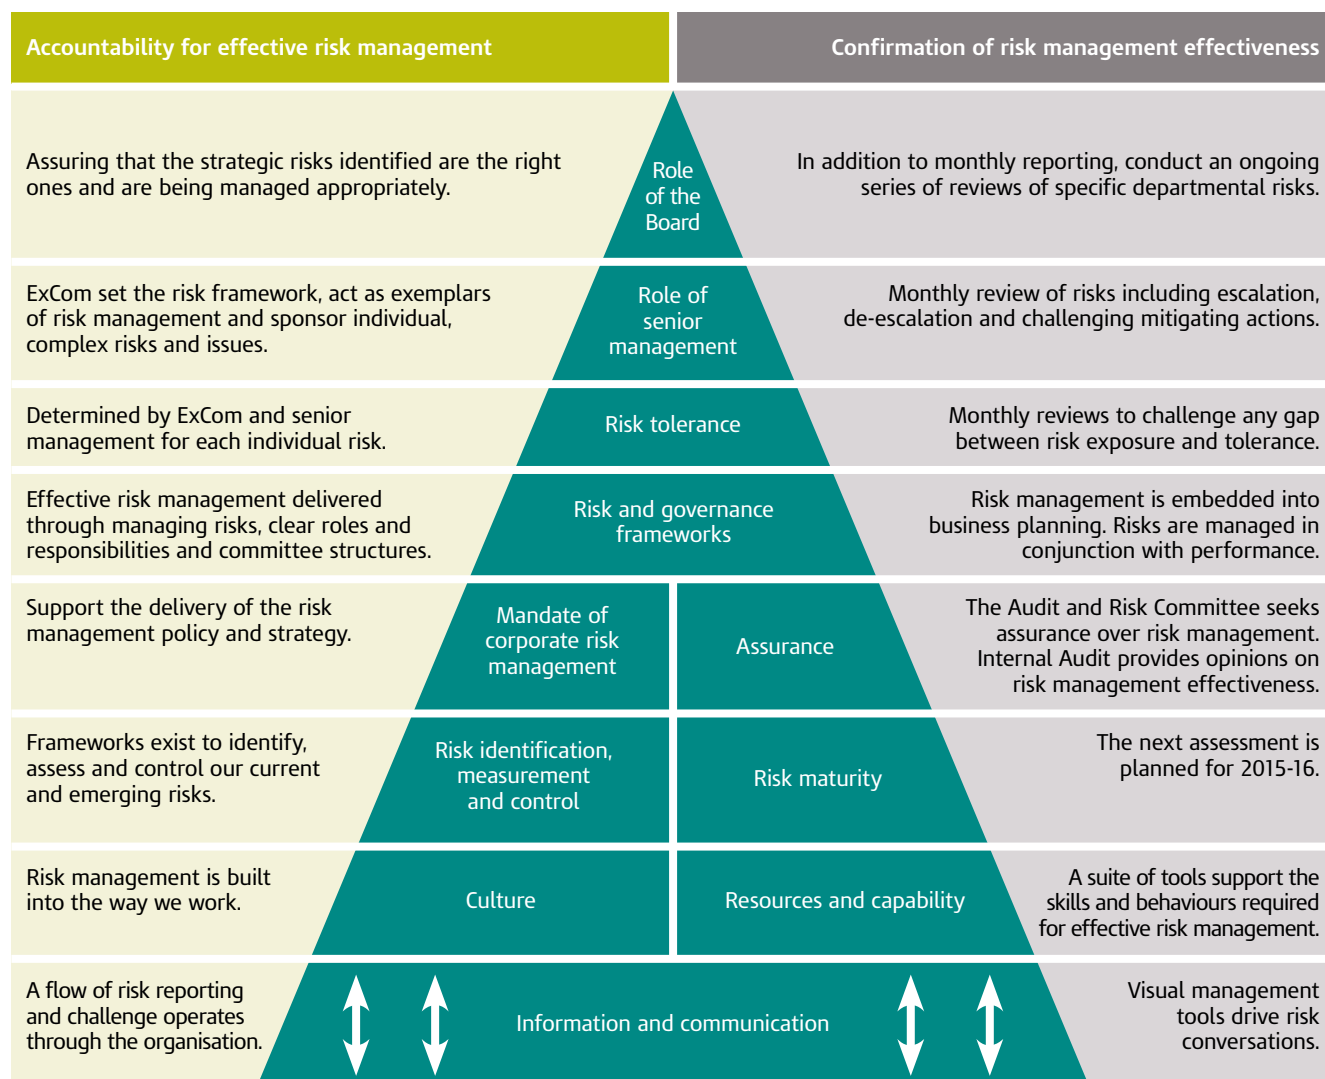 Accountability for effective risk management
Confirmation of risk management effectiveness
Assuring that the strategic risks identified are the right
ones and are being managed appropriately.
Role
of the
Board
In addition to monthly reporting, conduct an ongoing
series of reviews of specific departmental risks.
ExCom set the risk framework, act as exemplars
of risk management and sponsor individual,
complex risks and issues.
Role of
senior
management
Monthly review of risks including escalation,
de-escalation and challenging mitigating actions.
Determined by ExCom and senior
management for each individual risk.
Risk tolerance
Monthly reviews to challenge any gap
between risk exposure and tolerance.
Effective risk management delivered
through managing risks, clear roles and
responsibilities and committee structures.
Risk and governance
frameworks
Risk management is embedded into
business planning. Risks are managed in
conjunction with performance.
Support the delivery of the risk
management policy and strategy.
Mandate of
corporate risk
management
Assurance
The Audit and Risk Committee seeks
assurance over risk management.
Internal Audit provides opinions on
risk management effectiveness.
Frameworks exist to identify,
assess and control our current
and emerging risks.
Risk identification,
measurement
and control
Risk maturity
The next assessment is
planned for 2015-16.
Risk management is built
into the way we work.
Culture
Resources and capability
A suite of tools support the
skills and behaviours required
for effective risk management.
A flow of risk reporting
and challenge operates
through the organisation.
Information and communication
Visual management
tools drive risk
conversations.